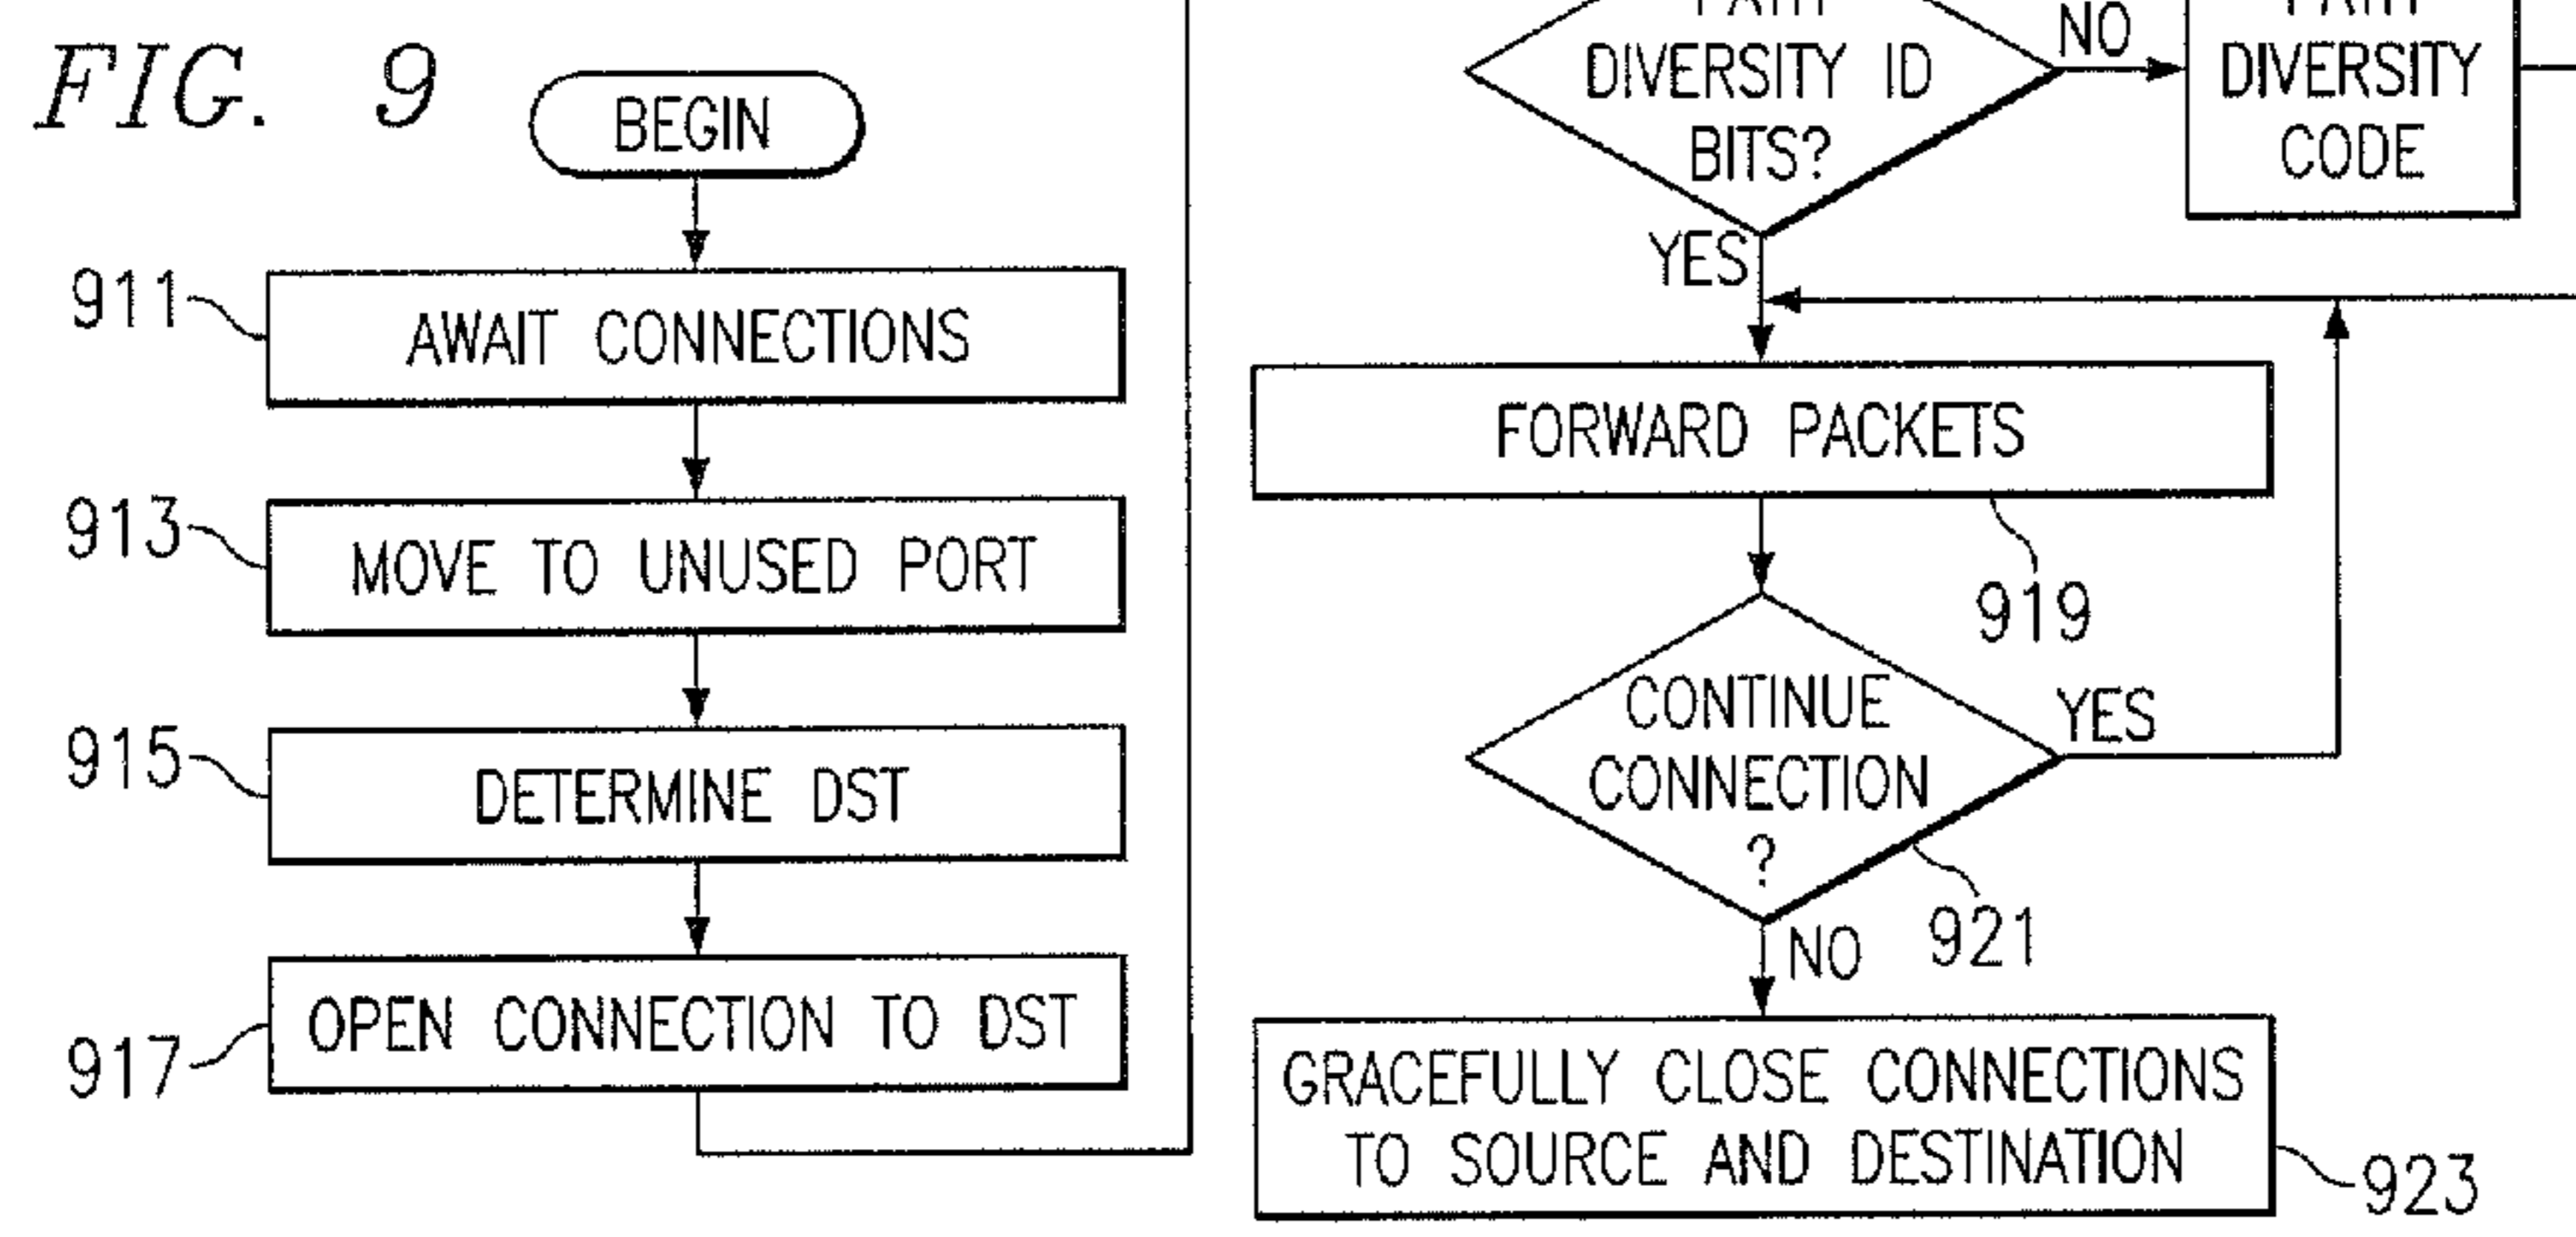 FIG. 9
BEGIN
911
AWAIT CONNECTIONS
913
MOVE TO UNUSED PORT
915
DETERMINE DST
917
OPEN CONNECTION TO DST
DIVERSITY ID
BITS?
NO
DIVERSITY
CODE
YES
FORWARD PACKETS
919
CONTINUE
CONNECTION
?
YES
921
NO
GRACEFULLY CLOSE CONNECTIONS
TO SOURCE AND DESTINATION
923